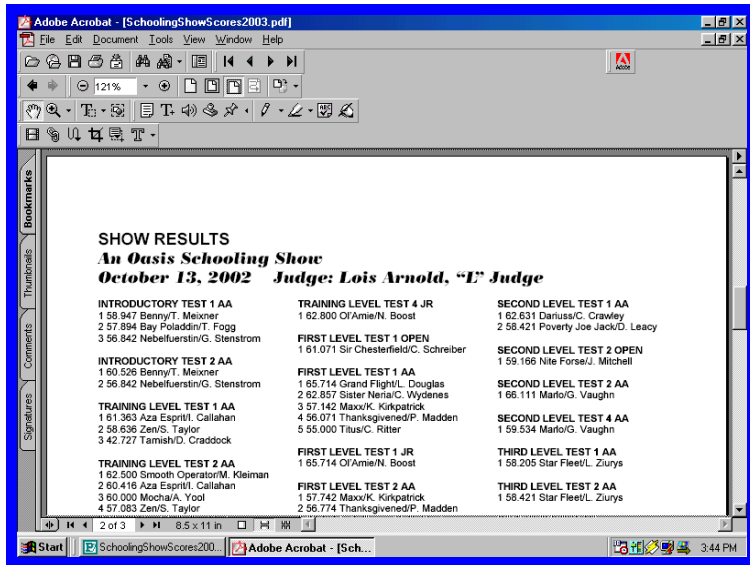 Adobe Acrobat - [SchoolingShowScores2003.pdf]
File Edit Document Tools View Window Help
Adobe
121%
Bookmarks
Thumbnails
Comments
Signatures
SHOW RESULTS
An Oasis Schooling Show
October 13, 2002 Judge: Lois Arnold, “L” Judge
INTRODUCTORY TEST 1 AA
1 58.947 Benny/T. Meixner
2 57.894 Bay Poladdin/T. Fogg
3 56.842 Nebelfuerstin/G. Stenstrom
INTRODUCTORY TEST 2 AA
1 60.526 Benny/T. Meixner
2 56.842 Nebelfuerstin/G. Stenstrom
TRAINING LEVEL TEST 1 AA
1 61.363 Aza Esprit/I. Callahan
2 58.636 Zen/S. Taylor
3 42.727 Tamish/D. Craddock
TRAINING LEVEL TEST 2 AA
1 62.500 Smooth Operator/M. Kleiman
2 60.416 Aza Esprit/I. Callahan
3 60.000 Mocha/A. Yool
4 57.083 Zen/S. Taylor
TRAINING LEVEL TEST 4 JR
1 62.800 Ol'Amie/N. Boost
FIRST LEVEL TEST 1 OPEN
1 61.071 Sir Chesterfield/C. Schreiber
FIRST LEVEL TEST 1 AA
1 65.714 Grand Flight/L. Douglas
2 62.857 Sister Neria/C. Wydenes
3 57.142 Maxx/K. Kirkpatrick
4 56.071 Thanksgivened/P. Madden
5 55.000 Titus/C. Ritter
FIRST LEVEL TEST 1 JR
1 65.714 Ol'Amie/N. Boost
FIRST LEVEL TEST 2 AA
1 57.742 Maxx/K. Kirkpatrick
2 56.774 Thanksgivened/P. Madden
SECOND LEVEL TEST 1 AA
1 62.631 Dariuss/C. Crawley
2 58.421 Poverty Joe Jack/D. Leacy
SECOND LEVEL TEST 2 OPEN
1 59.166 Nite Forse/J. Mitchell
SECOND LEVEL TEST 2 AA
1 66.111 Marlo/G. Vaughn
SECOND LEVEL TEST 4 AA
1 59.534 Marlo/G. Vaughn
THIRD LEVEL TEST 1 AA
1 58.205 Star Fleet/L. Ziurys
THIRD LEVEL TEST 2 AA
1 58.421 Star Fleet/L. Ziurys
2 of 3 8.5 x 11 in
Start SchoolingShowScores200... Adobe Acrobat - [Sch... 3:44 PM